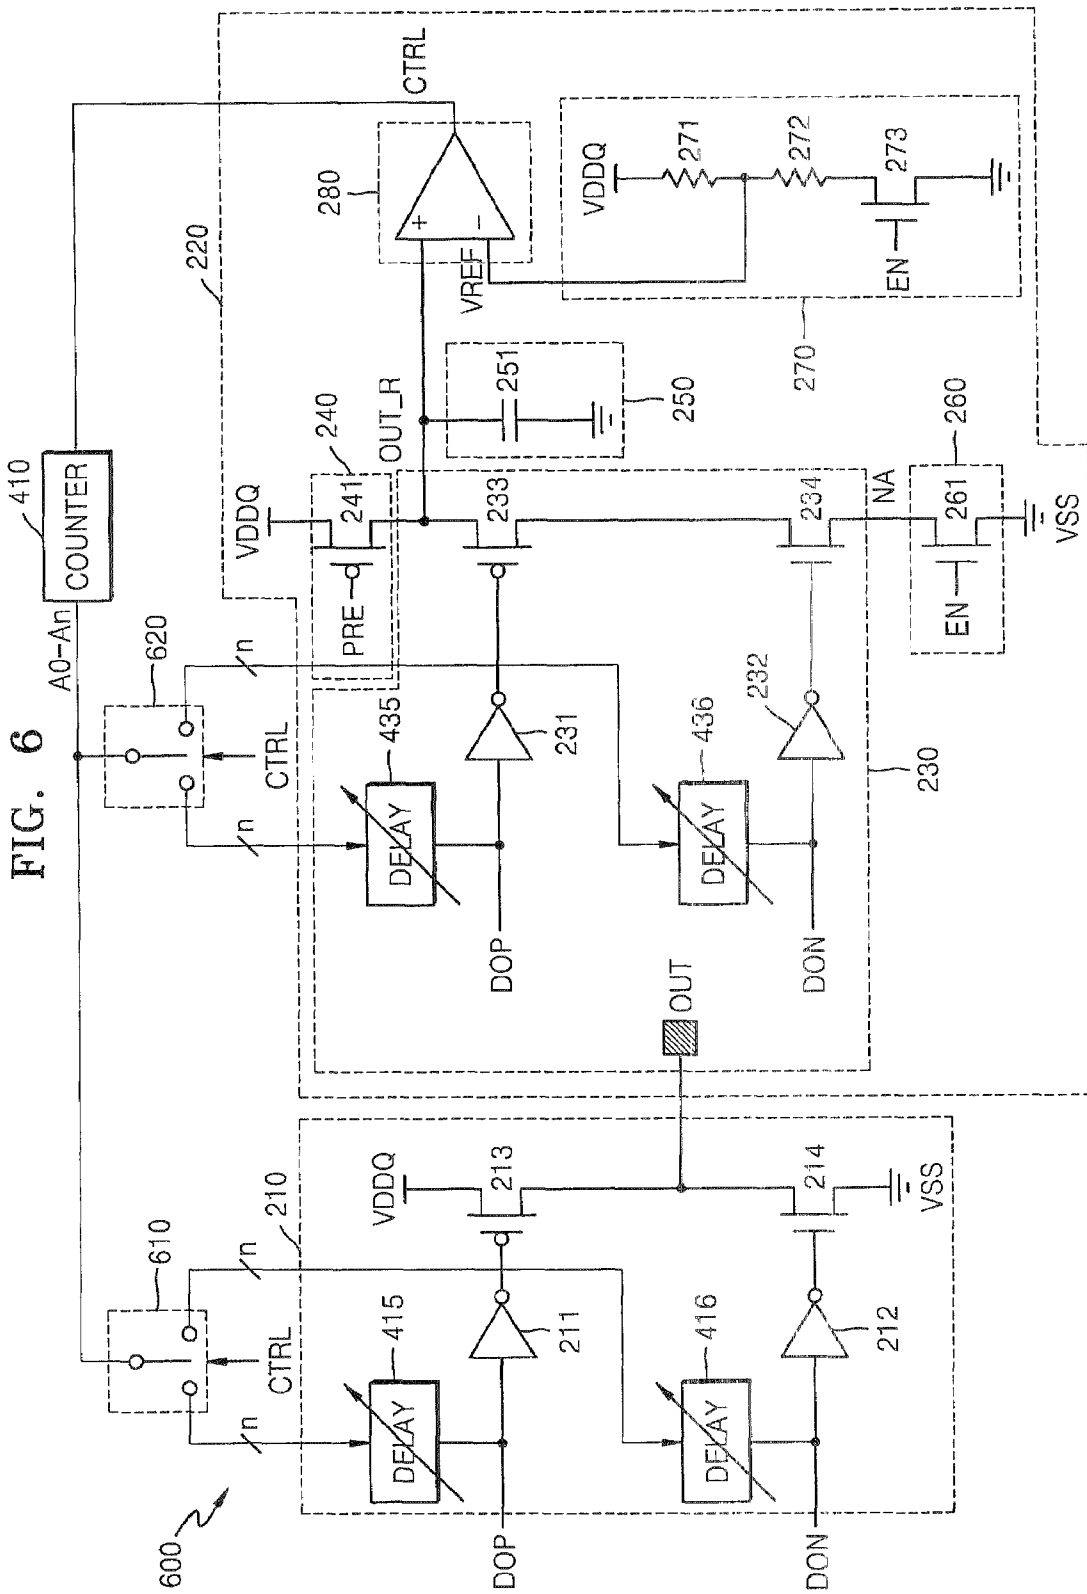 FIG. 6
600
610
CTRL
n
n
210
DOP
DELAY
415
211
VDDQ
213
DON
DELAY
416
212
214
VSS
OUT
A0-An
410
COUNTER
620
CTRL
n
n
220
230
DOP
DELAY
435
231
233
DON
DELAY
436
232
234
NA
VDDQ
PRE
241
240
OUT_R
251
250
EN
261
260
VSS
280
+
-
VREF
CTRL
270
VDDQ
271
272
EN
273